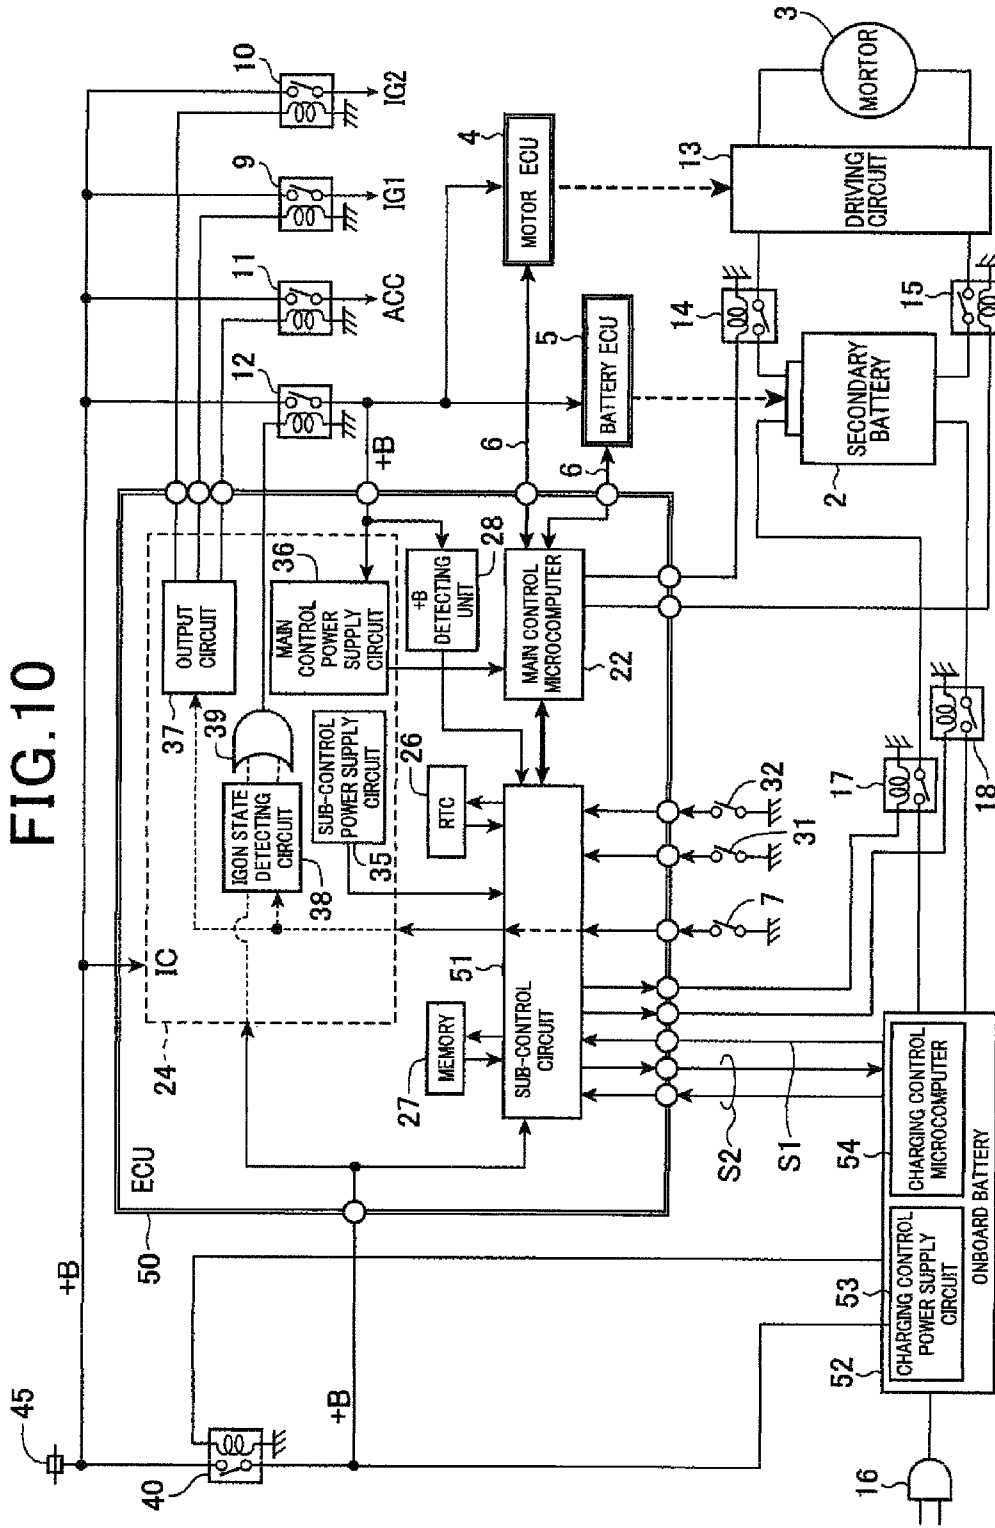 FIG.10
45
+B
40
+B
50
ECU
24
IC
37
OUTPUT
CIRCUIT
39
IGON STATE
DETECTING
CIRCUIT
38
36
MAIN
CONTROL
POWER
SUPPLY
CIRCUIT
SUB-CONTROL
POWER SUPPLY
CIRCUIT
35
+B
DETECTING
UNIT
28
27
MEMORY
26
RTC
51
SUB-CONTROL
CIRCUIT
MAIN CONTROL
MICROCOMPUTER
22
10
IG2
9
IG1
11
ACC
12
+B
6
6
4
MOTOR ECU
5
BATTERY ECU
3
MORTOR
13
DRIVING
CIRCUIT
14
15
SECONDARY
BATTERY
2
17
18
7
31
32
S2
S1
16
52
53
CHARGING CONTROL
POWER SUPPLY
CIRCUIT
54
CHARGING CONTROL
MICROCOMPUTER
ONBOARD BATTERY